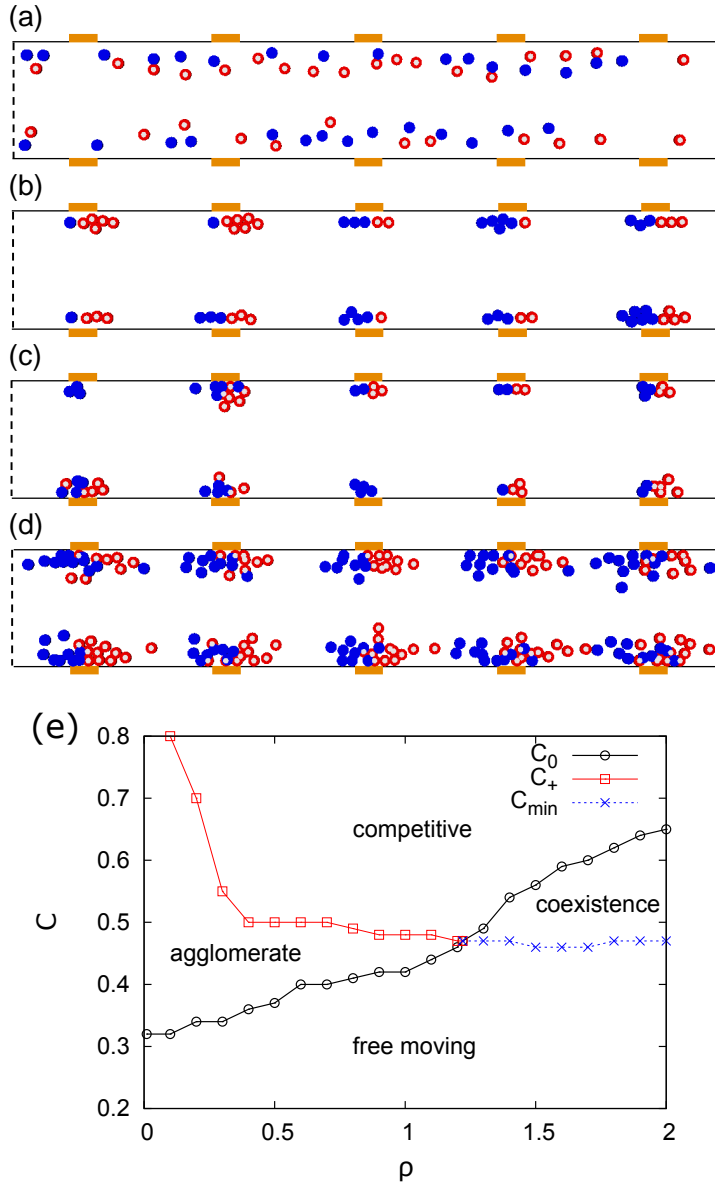 (a)
(b)
(c)
(d)
(e)
0.8
0.7
0.6
0.5
0.4
0.3
0.2
C
C0
C+
Cmin
competitive
coexistence
agglomerate
free moving
0 0.5 1 1.5 2
ρ